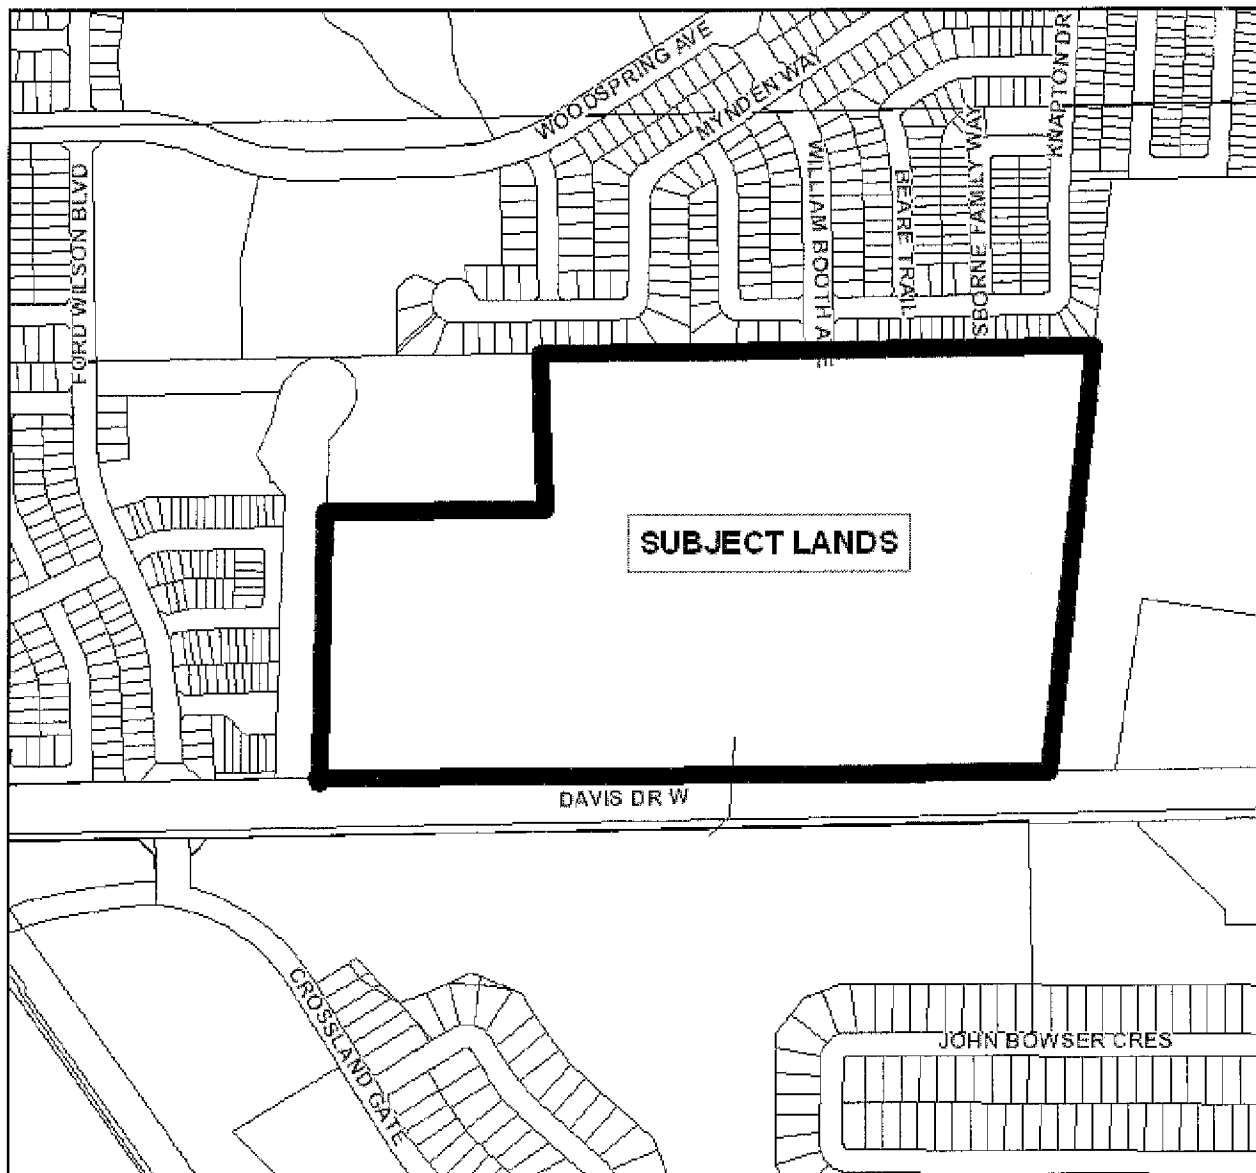 WOODSPRING AVE
MYNDEN WAY
KNAPTON DR
FORD WILSON BLVD
WILLIAM BOOTH AVE
BEARE TRAIL
SBORNE FAMILY WAY
SUBJECT LANDS
DAVIS DR W
CROSSLAND GATE
JOHN BOWSER CRES